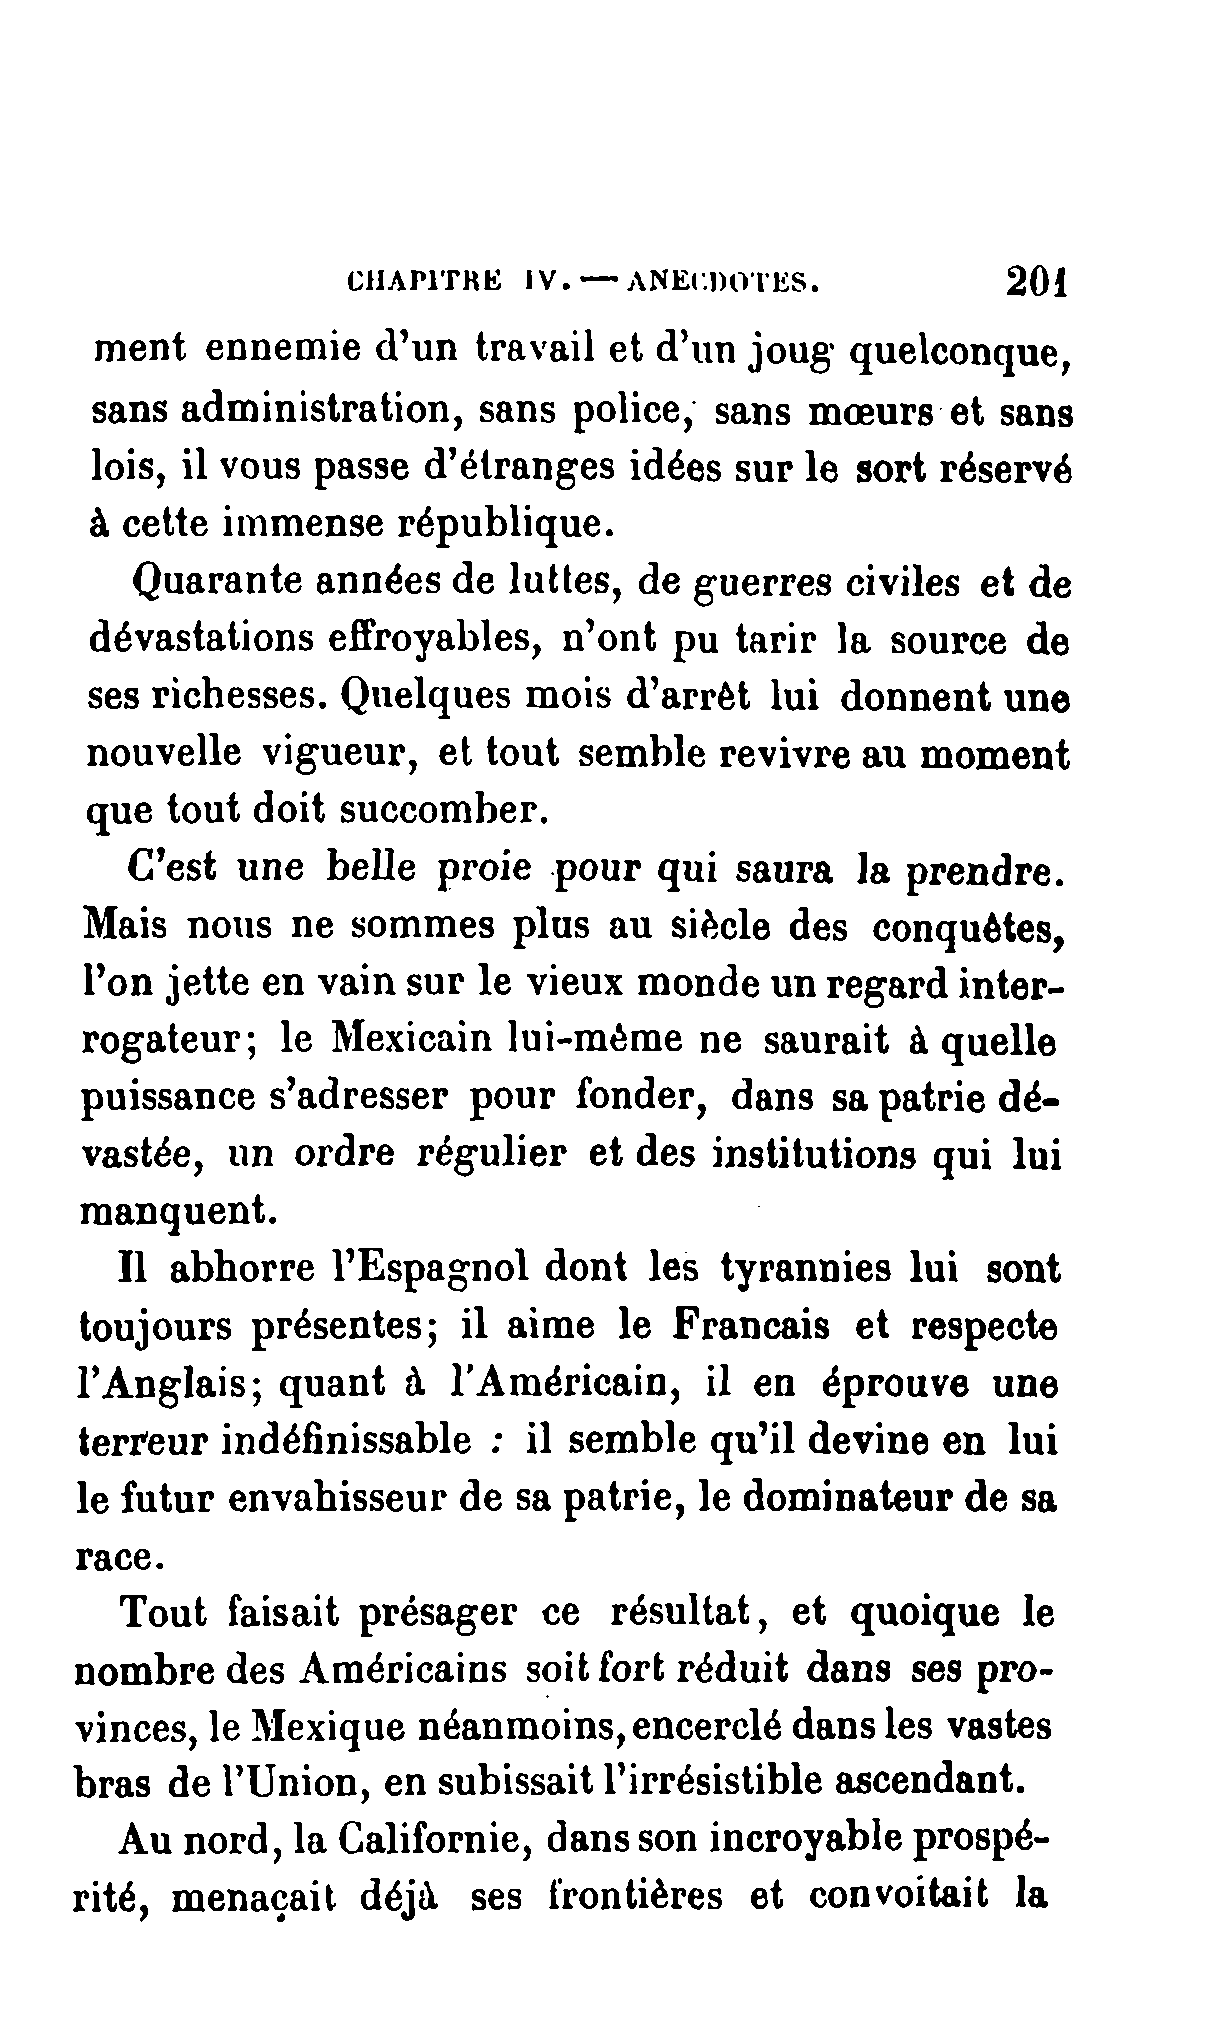 CHAPITRE IV. — ANECDOTES. 201
ment ennemie d'un travail et d'un joug quelconque,
sans administration, sans police, sans mœurs et sans
lois, il vous passe d'étranges idées sur le sort réservé
à cette immense république.
Quarante années de luttes, de guerres civiles et de
dévastations effroyables, n'ont pu tarir la source de
ses richesses. Quelques mois d'arrêt lui donnent une
nouvelle vigueur, et tout semble revivre au moment
que tout doit succomber.
C'est une belle proie pour qui saura la prendre.
Mais nous ne sommes plus au siècle des conquêtes,
l'on jette en vain sur le vieux monde un regard inter-
rogateur; le Mexicain lui-même ne saurait à quelle
puissance s'adresser pour fonder, dans sa patrie dé-
vastée, un ordre régulier et des institutions qui lui
manquent.
Il abhorre l'Espagnol dont les tyrannies lui sont
toujours présentes; il aime le Francais et respecte
l'Anglais; quant à l'Américain, il en éprouve une
terreur indéfinissable : il semble qu'il devine en lui
le futur envahisseur de sa patrie, le dominateur de sa
race.
Tout faisait présager ce résultat, et quoique le
nombre des Américains soit fort réduit dans ses pro-
vinces, le Mexique néanmoins, encerclé dans les vastes
bras de l'Union, en subissait l'irrésistible ascendant.
Au nord, la Californie, dans son incroyable prospé-
rité, menaçait déjà ses frontières et convoitait la